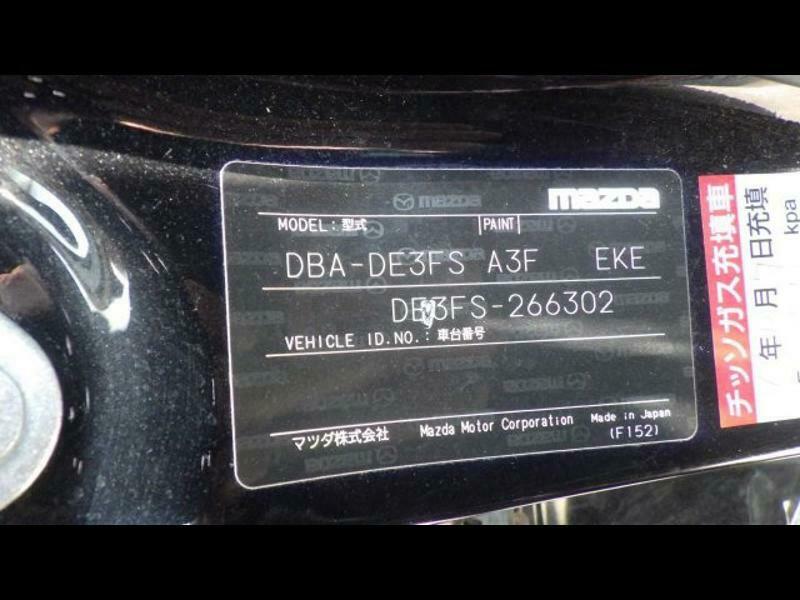 mazda
mazda
MODEL: 型式 PAINT
DBA-DE3FS A3F EKE
DE3FS-266302
VEHICLE ID.NO.: 車台番号
マツダ株式会社 Mazda Motor Corporation Made in Japan
(F152)
チッソガス充填車
年 月 日充填
kpa